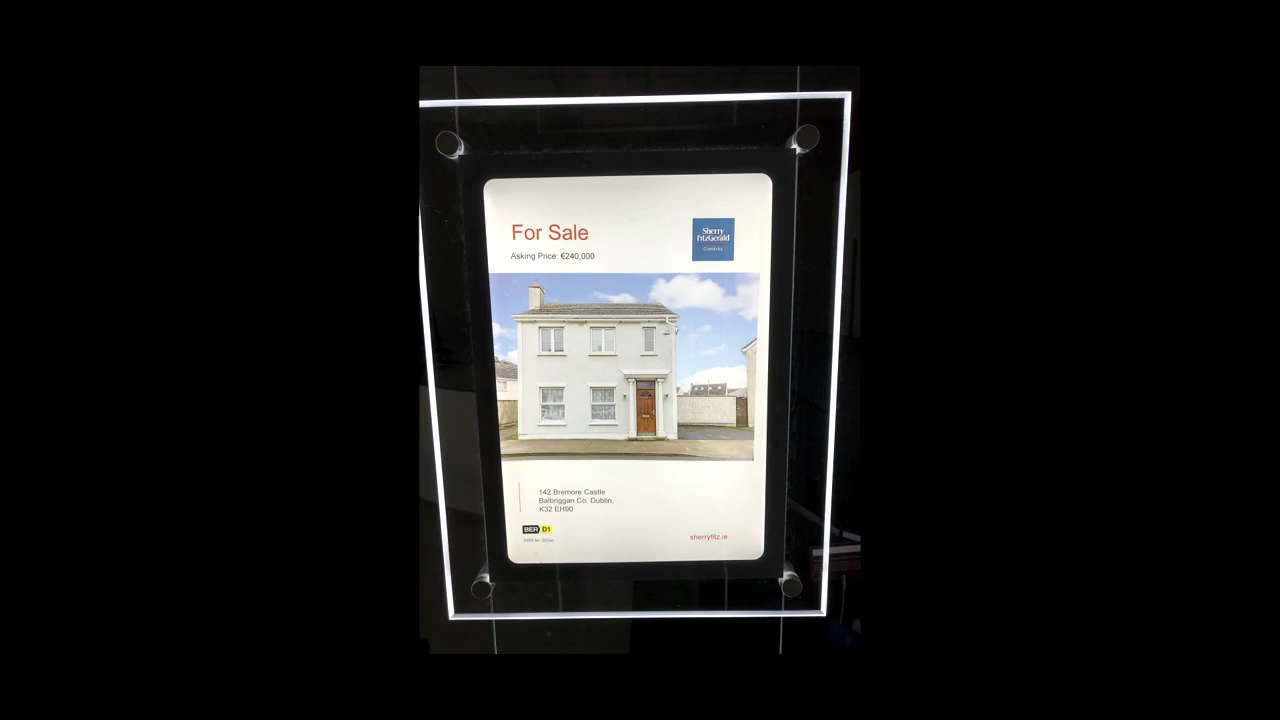 For Sale
Sherry
FitzGerald
Asking Price: €240,000
142 Bremore Castle
Balbriggan Co. Dublin,
K32 EH90
BER D1
sherryfitz.ie